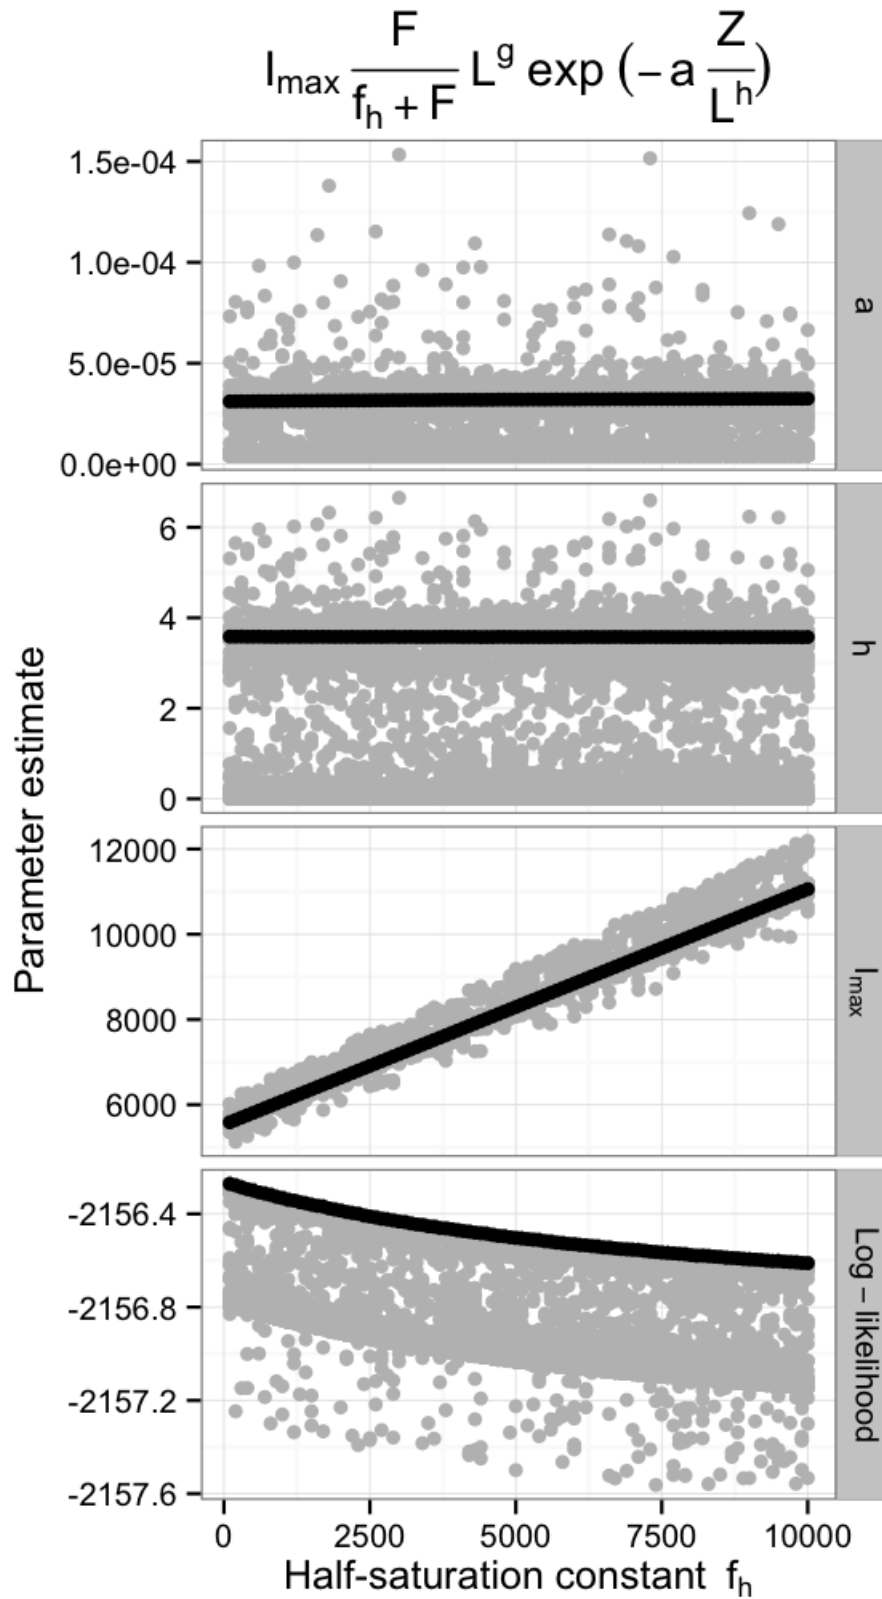 I_max F/(f_h + F) L^g exp (−a Z/L^h)
1.5e-04
1.0e-04
5.0e-05
0.0e+00
a
6
4
2
0
h
12000
10000
8000
6000
I_max
-2156.4
-2156.8
-2157.2
-2157.6
Log − likelihood
Parameter estimate
0 2500 5000 7500 10000
Half-saturation constant f_h